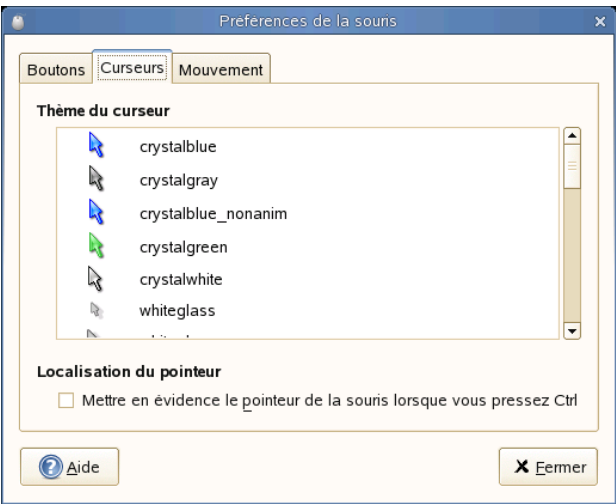 Préférences de la souris
Boutons Curseurs Mouvement
Thème du curseur
crystalblue
crystalgray
crystalblue_nonanim
crystalgreen
crystalwhite
whiteglass
Localisation du pointeur
Mettre en évidence le pointeur de la souris lorsque vous pressez Ctrl
Aide Fermer